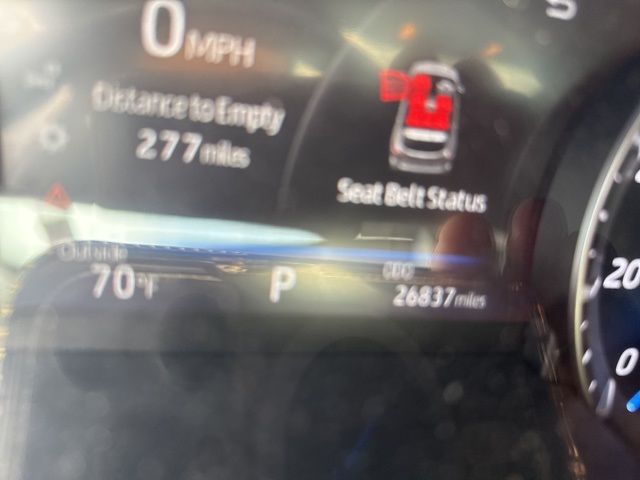 0 MPH
Distance to Empty
277 miles
Seat Belt Status
Outside
70°F
P
ODO
26837 miles
20
0